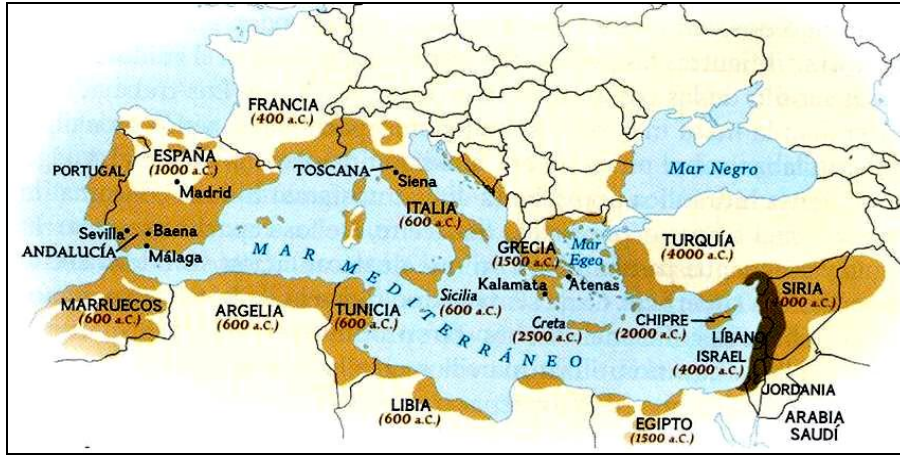 FRANCIA
(400 a.C.)
ESPAÑA
(1000 a.C.)
PORTUGAL
Madrid
TOSCANA
Siena
ITALIA
(600 a.C.)
Mar Negro
Sevilla
Baena
ANDALUCÍA
Málaga
MAR MEDITERRÁNEO
GRECIA
(1500 a.C.)
Mar
Egeo
TURQUÍA
(4000 a.C.)
Kalamata
Atenas
MARRUECOS
(600 a.C.)
ARGELIA
(600 a.C.)
TUNICIA
(600 a.C.)
Sicilia
(600 a.C.)
Creta
(2500 a.C.)
CHIPRE
(2000 a.C.)
SIRIA
(4000 a.C.)
LÍBANO
ISRAEL
(4000 a.C.)
JORDANIA
LIBIA
(600 a.C.)
EGIPTO
(1500 a.C.)
ARABIA
SAUDÍ